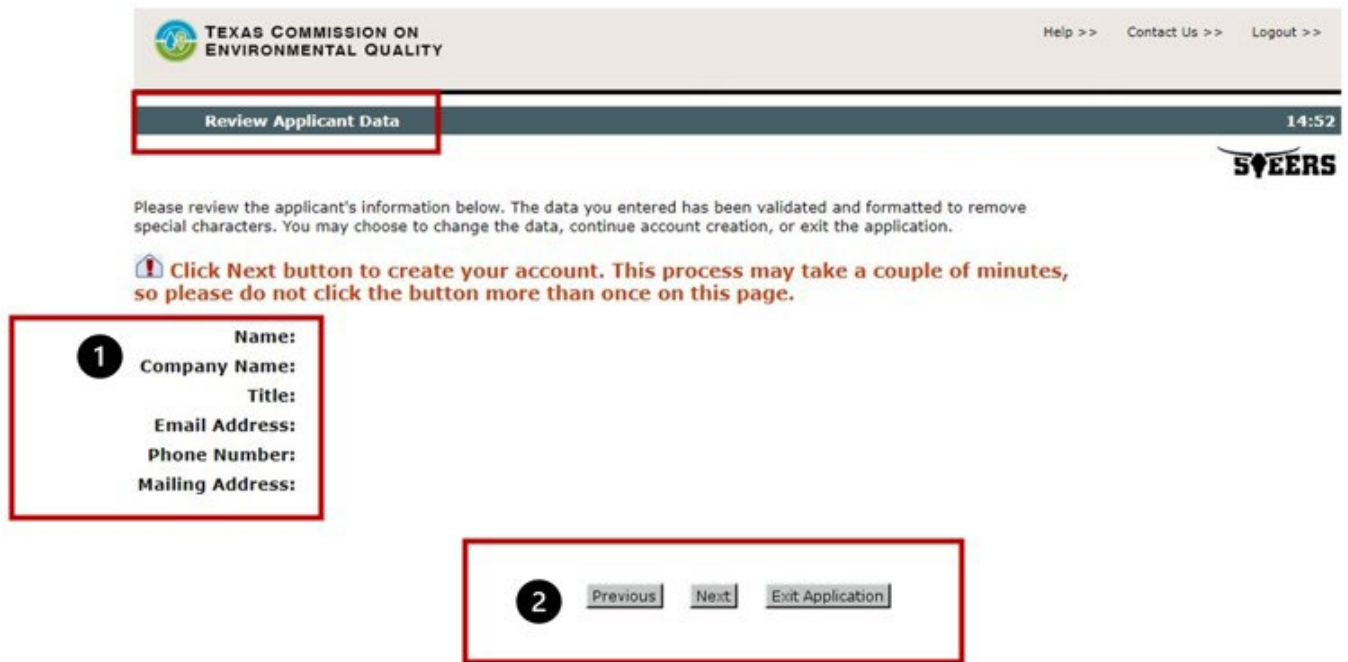 TEXAS COMMISSION ON
ENVIRONMENTAL QUALITY
Help >> Contact Us >> Logout >>
Review Applicant Data
14:52
STEERS
Please review the applicant's information below. The data you entered has been validated and formatted to remove
special characters. You may choose to change the data, continue account creation, or exit the application.
Click Next button to create your account. This process may take a couple of minutes,
so please do not click the button more than once on this page.
1
Name:
Company Name:
Title:
Email Address:
Phone Number:
Mailing Address:
2 Previous Next Exit Application